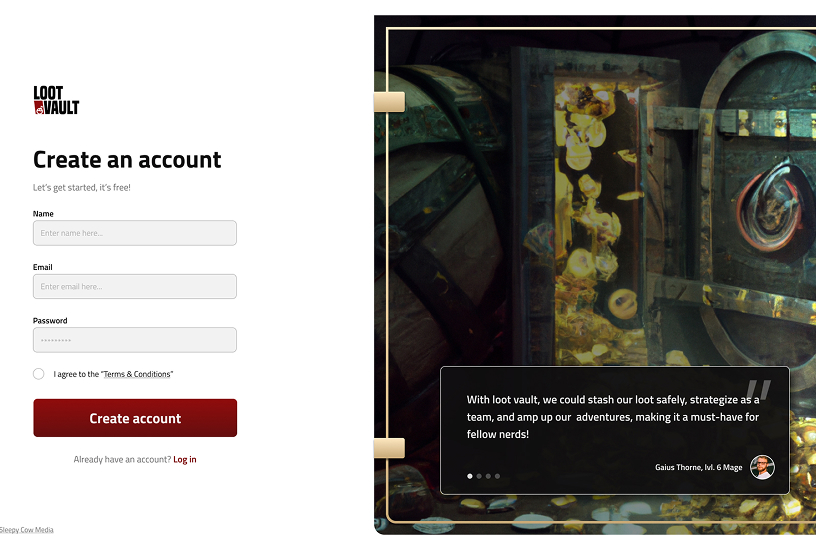 LOOT
VAULT
Create an account
Let's get started, it's free!
Name
Enter name here...
Email
Enter email here...
Password
I agree to the "Terms & Conditions"
Create account
Already have an account? Log in
Sleepy Cow Media
With loot vault, we could stash our loot safely, strategize as a
team, and amp up our adventures, making it a must-have for
fellow nerds!
Gaius Thorne, lvl. 6 Mage